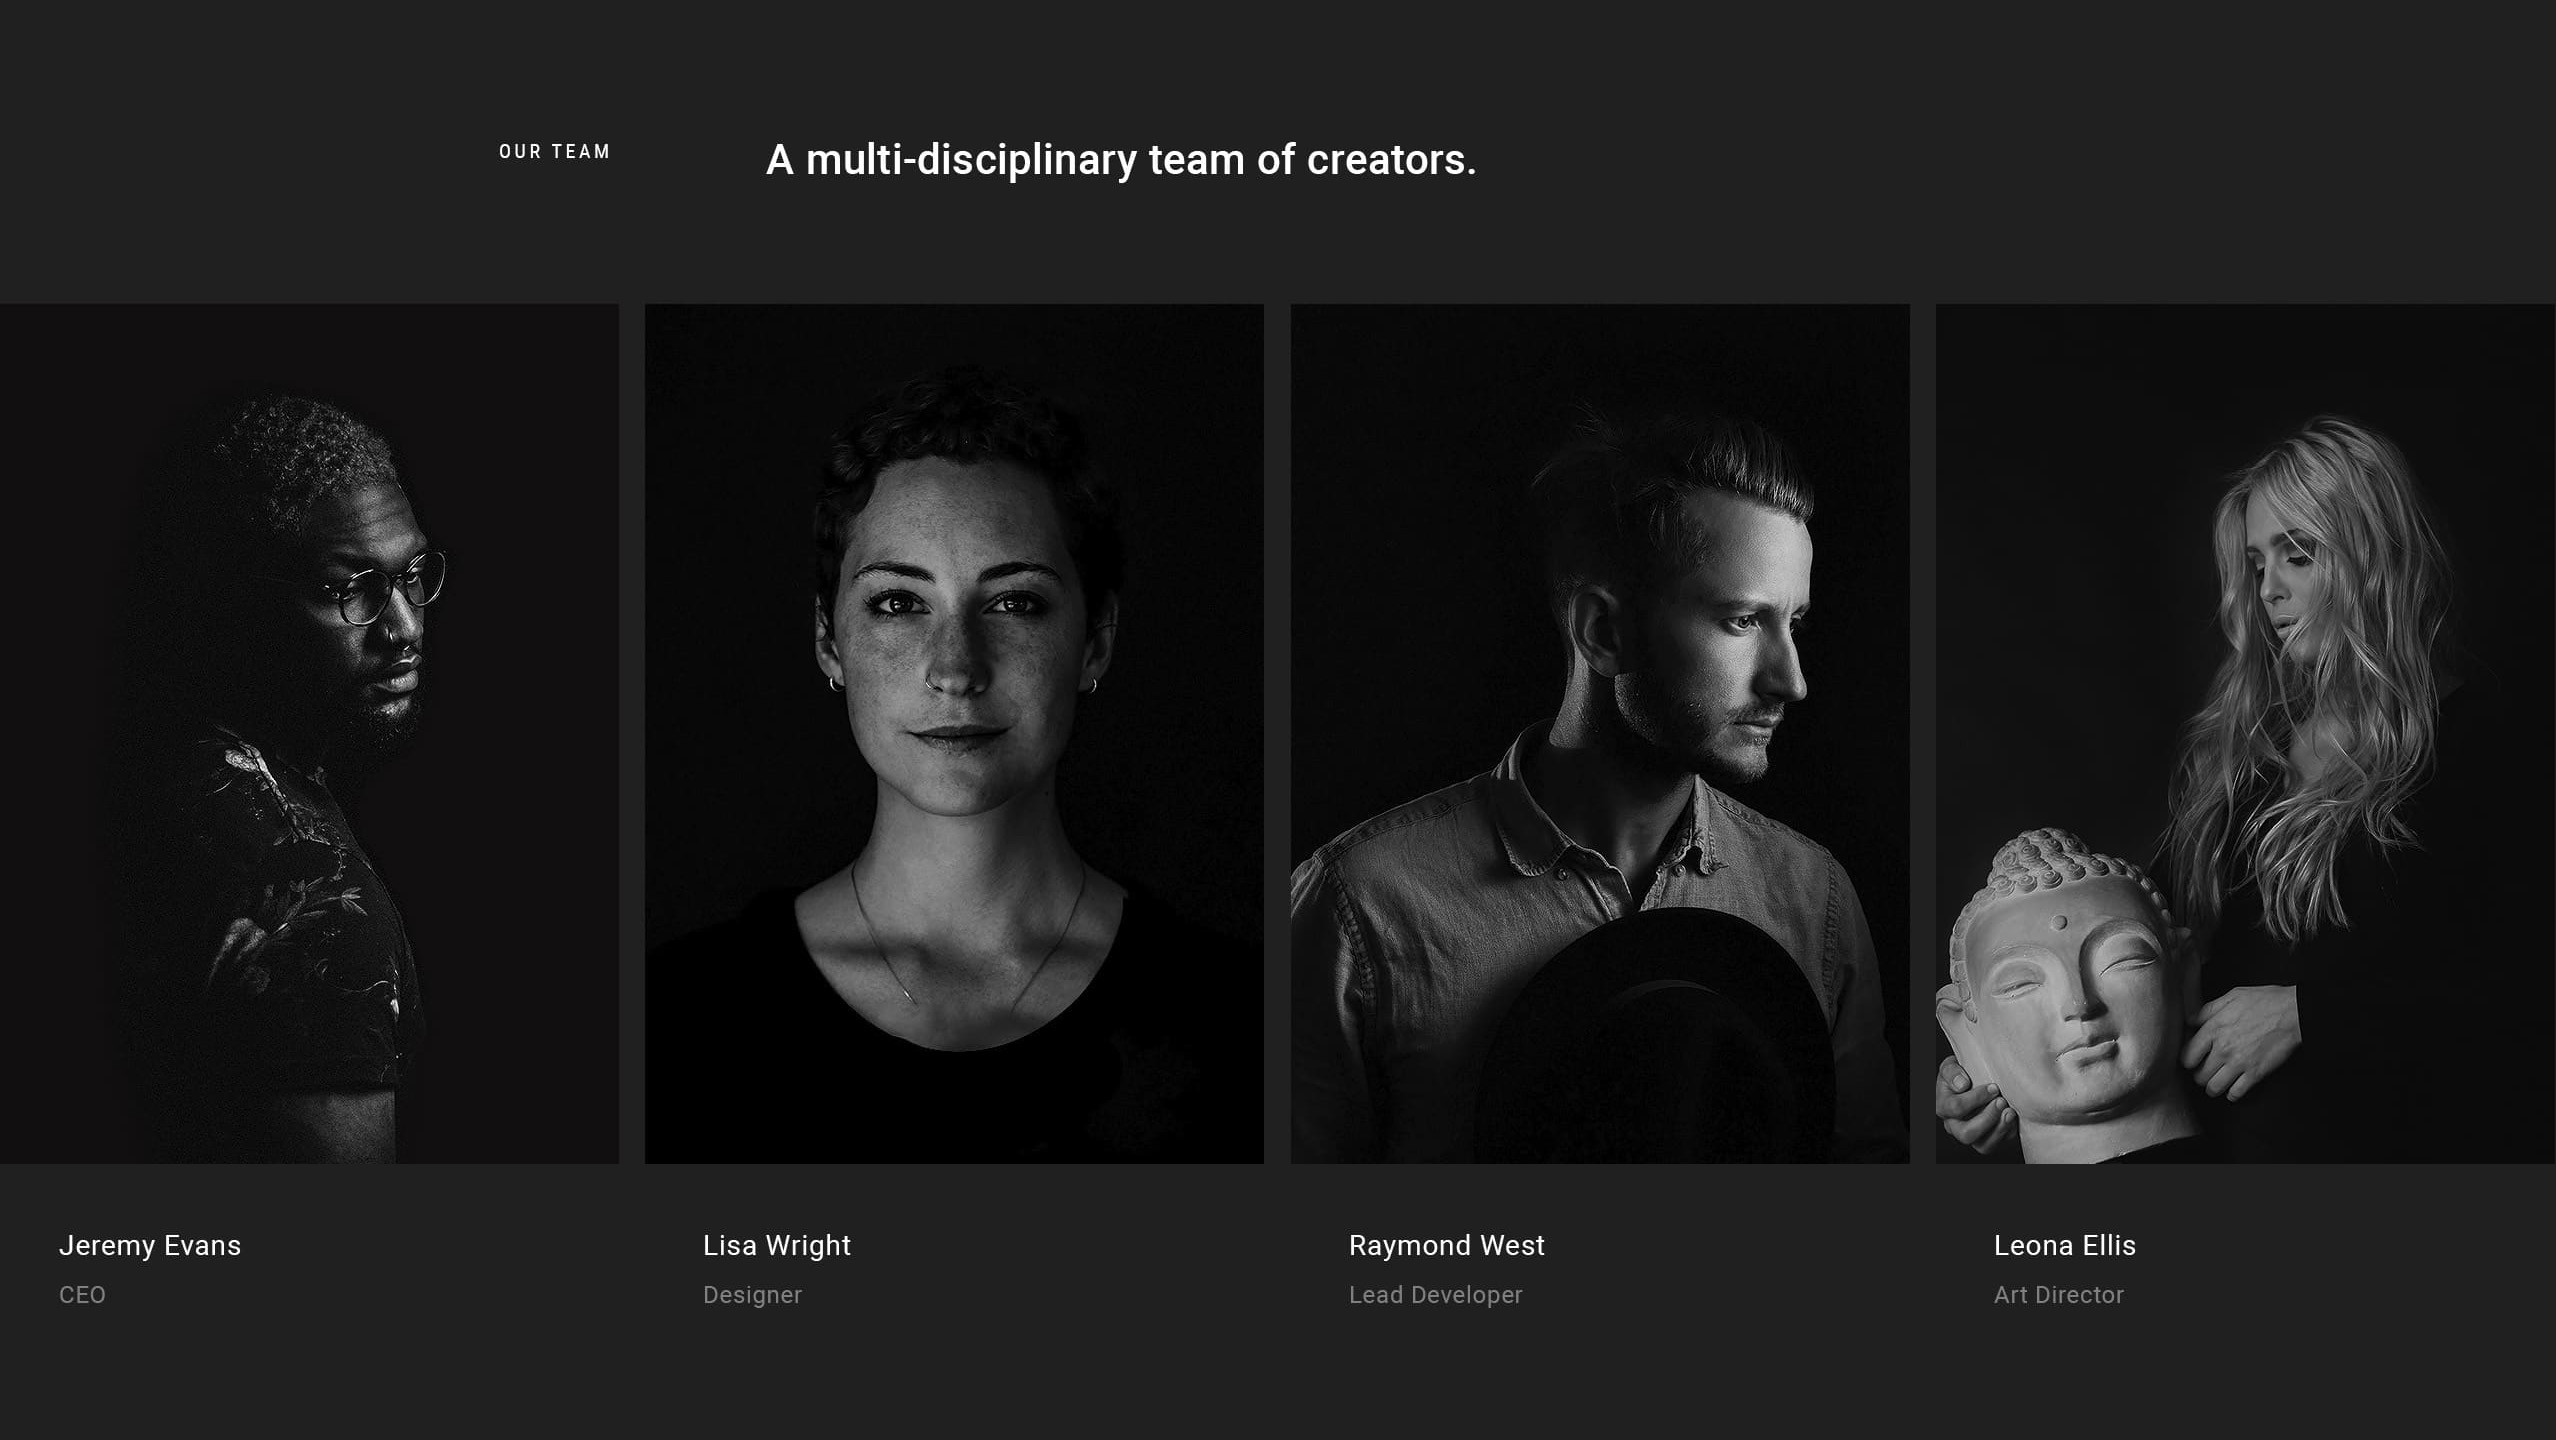 OUR TEAM
A multi-disciplinary team of creators.
Jeremy Evans
CEO
Lisa Wright
Designer
Raymond West
Lead Developer
Leona Ellis
Art Director